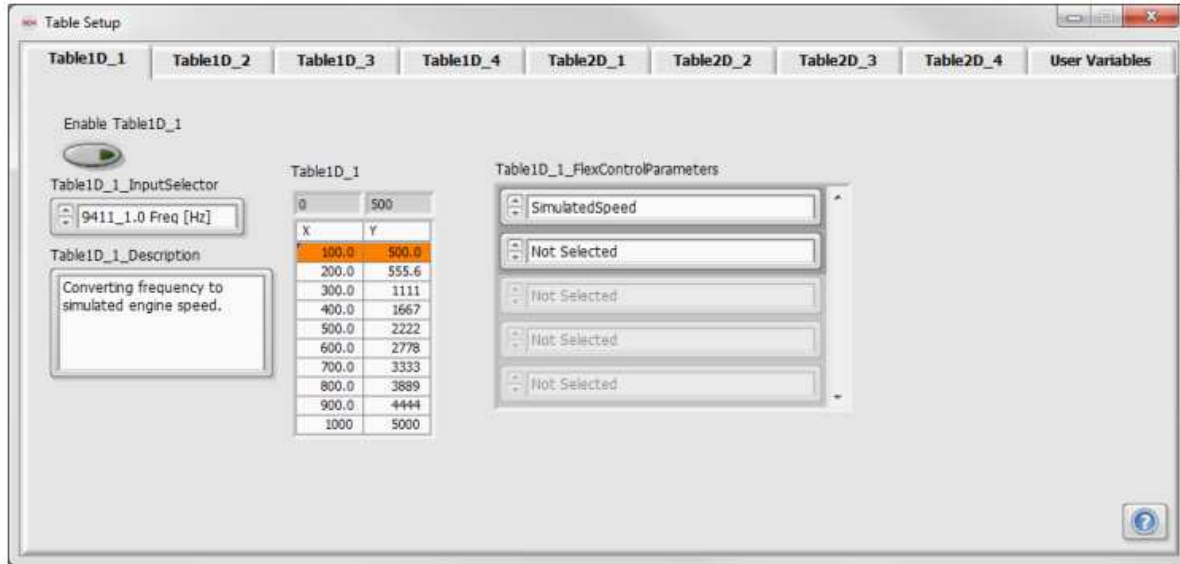 Table Setup
Table1D_1 Table1D_2 Table1D_3 Table1D_4 Table2D_1 Table2D_2 Table2D_3 Table2D_4 User Variables
Enable Table1D_1
Table1D_1_InputSelector
9411_1.0 Freq [Hz]
Table1D_1_Description
Converting frequency to
simulated engine speed.
Table1D_1
0 500
X Y
100.0 500.0
200.0 555.6
300.0 1111
400.0 1667
500.0 2222
600.0 2778
700.0 3333
800.0 3889
900.0 4444
1000 5000
Table1D_1_FlexControlParameters
SimulatedSpeed
Not Selected
Not Selected
Not Selected
Not Selected